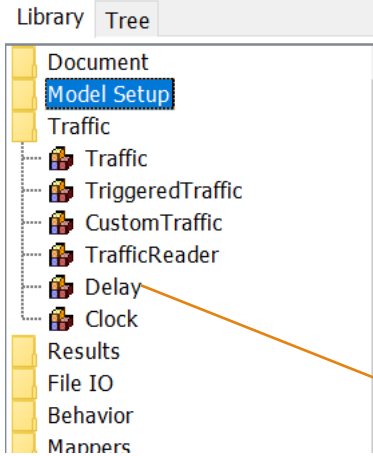 Library Tree
Document
Model Setup
Traffic
Traffic
TriggeredTraffic
CustomTraffic
TrafficReader
Delay
Clock
Results
File IO
Behavior
Mappers